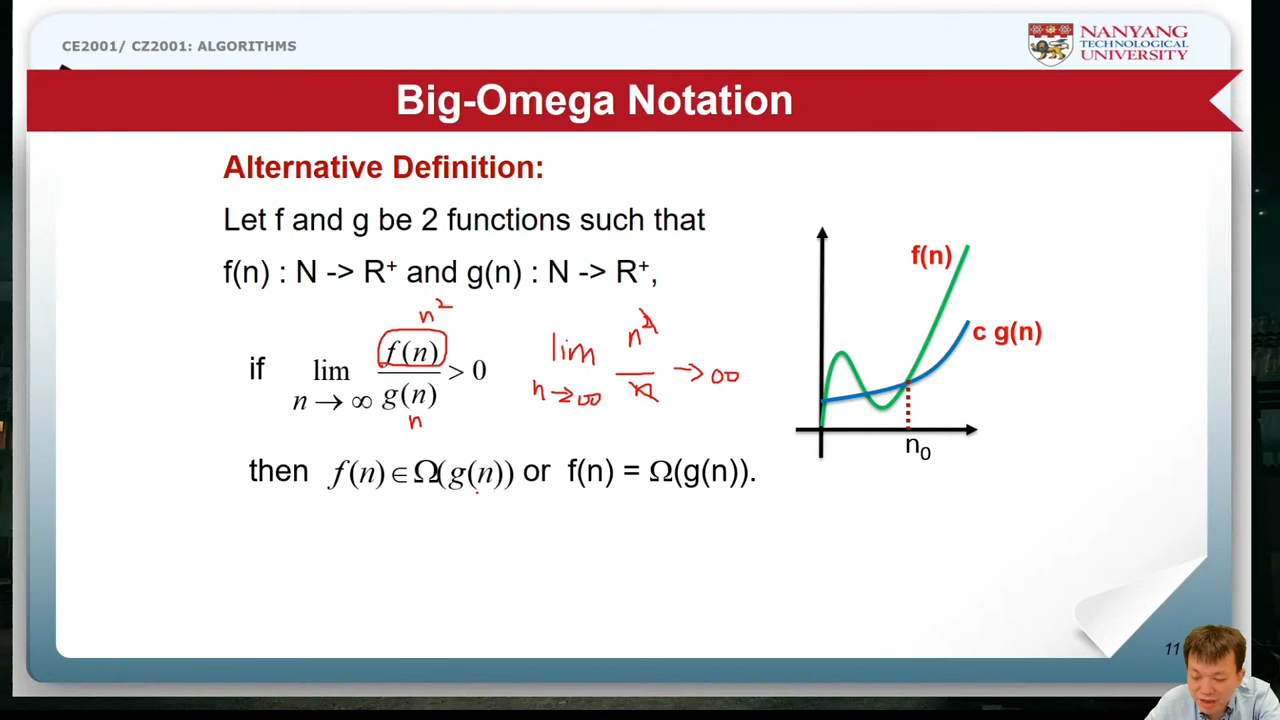 CE2001/ CZ2001: ALGORITHMS
NANYANG
TECHNOLOGICAL
UNIVERSITY
Big-Omega Notation
Alternative Definition:
Let f and g be 2 functions such that
f(n) : N -> R⁺ and g(n) : N -> R⁺,
n²
if lim n → ∞ f(n) / g(n) > 0
n
lim n → ∞ n² / n → ∞
then f(n) ∈ Ω(g(n)) or f(n) = Ω(g(n)).
f(n)
c g(n)
n₀
11